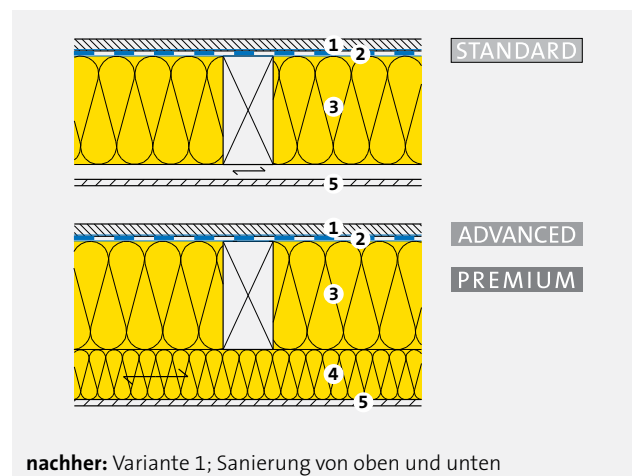 1
2
STANDARD
3
5
1
2
ADVANCED
PREMIUM
3
4
5
nachher: Variante 1; Sanierung von oben und unten